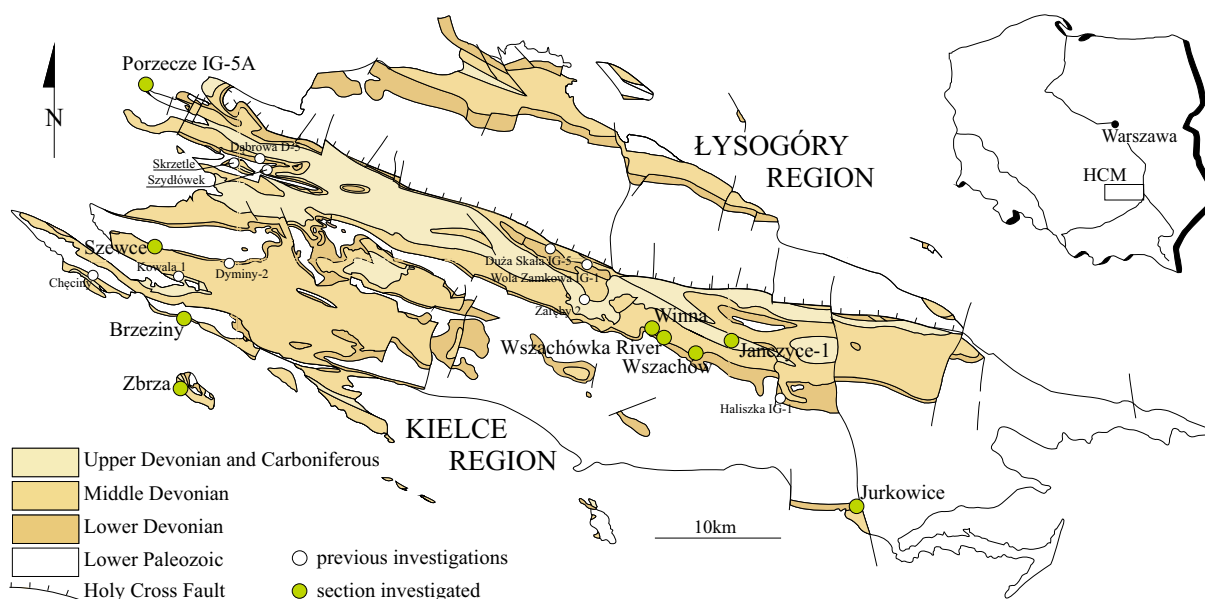 Porzecze IG-5A
N
Dąbrowa D-5
Skrzetle
Szydłówek
ŁYSOGÓRY
REGION
Warszawa
HCM
Szewce
Kowala 1
Chęciny
Dyminy-2
Duża Skała IG-5
Wola Zamkowa IG-1
Zaręby 2
Brzeziny
Winna
Wszachówka River
Janczyce-1
Wszachów
Zbrza
Haliszka IG-1
KIELCE
REGION
Upper Devonian and Carboniferous
Middle Devonian
Lower Devonian
Lower Paleozoic
Holy Cross Fault
previous investigations
section investigated
10km
Jurkowice